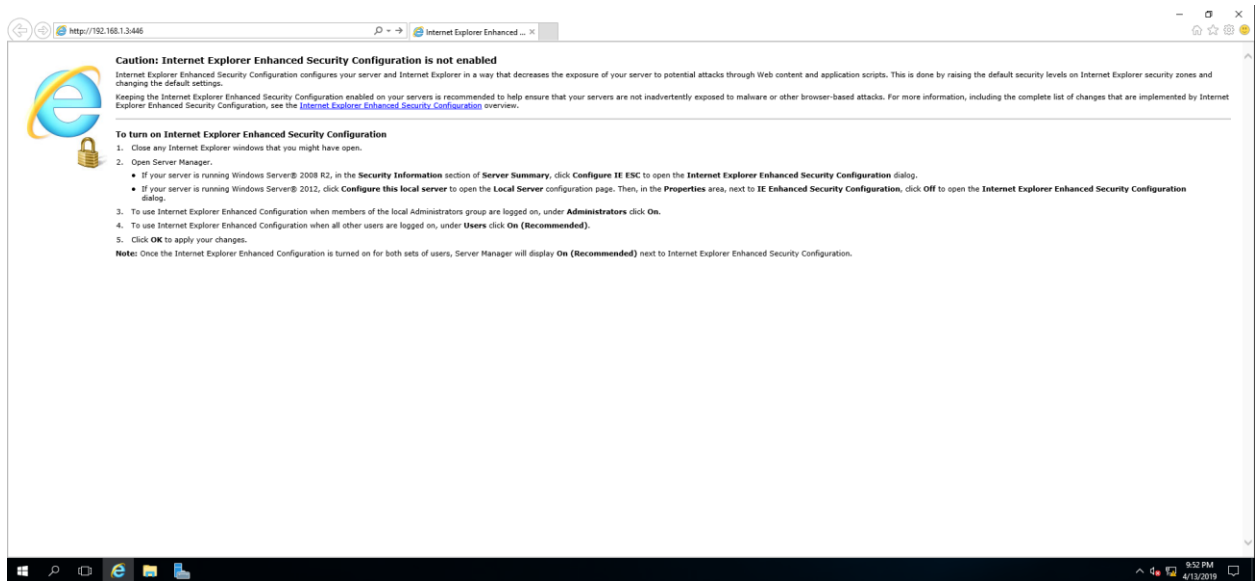 http://192.168.1.3:446
Internet Explorer Enhanced ...
Caution: Internet Explorer Enhanced Security Configuration is not enabled
Internet Explorer Enhanced Security Configuration configures your server and Internet Explorer in a way that decreases the exposure of your server to potential attacks through Web content and application scripts. This is done by raising the default security levels on Internet Explorer security zones and
changing the default settings.
Keeping the Internet Explorer Enhanced Security Configuration enabled on your servers is recommended to help ensure that your servers are not inadvertently exposed to malware or other browser-based attacks. For more information, including the complete list of changes that are implemented by Internet
Explorer Enhanced Security Configuration, see the Internet Explorer Enhanced Security Configuration overview.
To turn on Internet Explorer Enhanced Security Configuration
1. Close any Internet Explorer windows that you might have open.
2. Open Server Manager.
• If your server is running Windows Server® 2008 R2, in the Security Information section of Server Summary, click Configure IE ESC to open the Internet Explorer Enhanced Security Configuration dialog.
• If your server is running Windows Server® 2012, click Configure this local server to open the Local Server configuration page. Then, in the Properties area, next to IE Enhanced Security Configuration, click Off to open the Internet Explorer Enhanced Security Configuration
dialog.
3. To use Internet Explorer Enhanced Configuration when members of the local Administrators group are logged on, under Administrators click On.
4. To use Internet Explorer Enhanced Configuration when all other users are logged on, under Users click On (Recommended).
5. Click OK to apply your changes.
Note: Once the Internet Explorer Enhanced Configuration is turned on for both sets of users, Server Manager will display On (Recommended) next to Internet Explorer Enhanced Security Configuration.
9:52 PM
4/13/2019